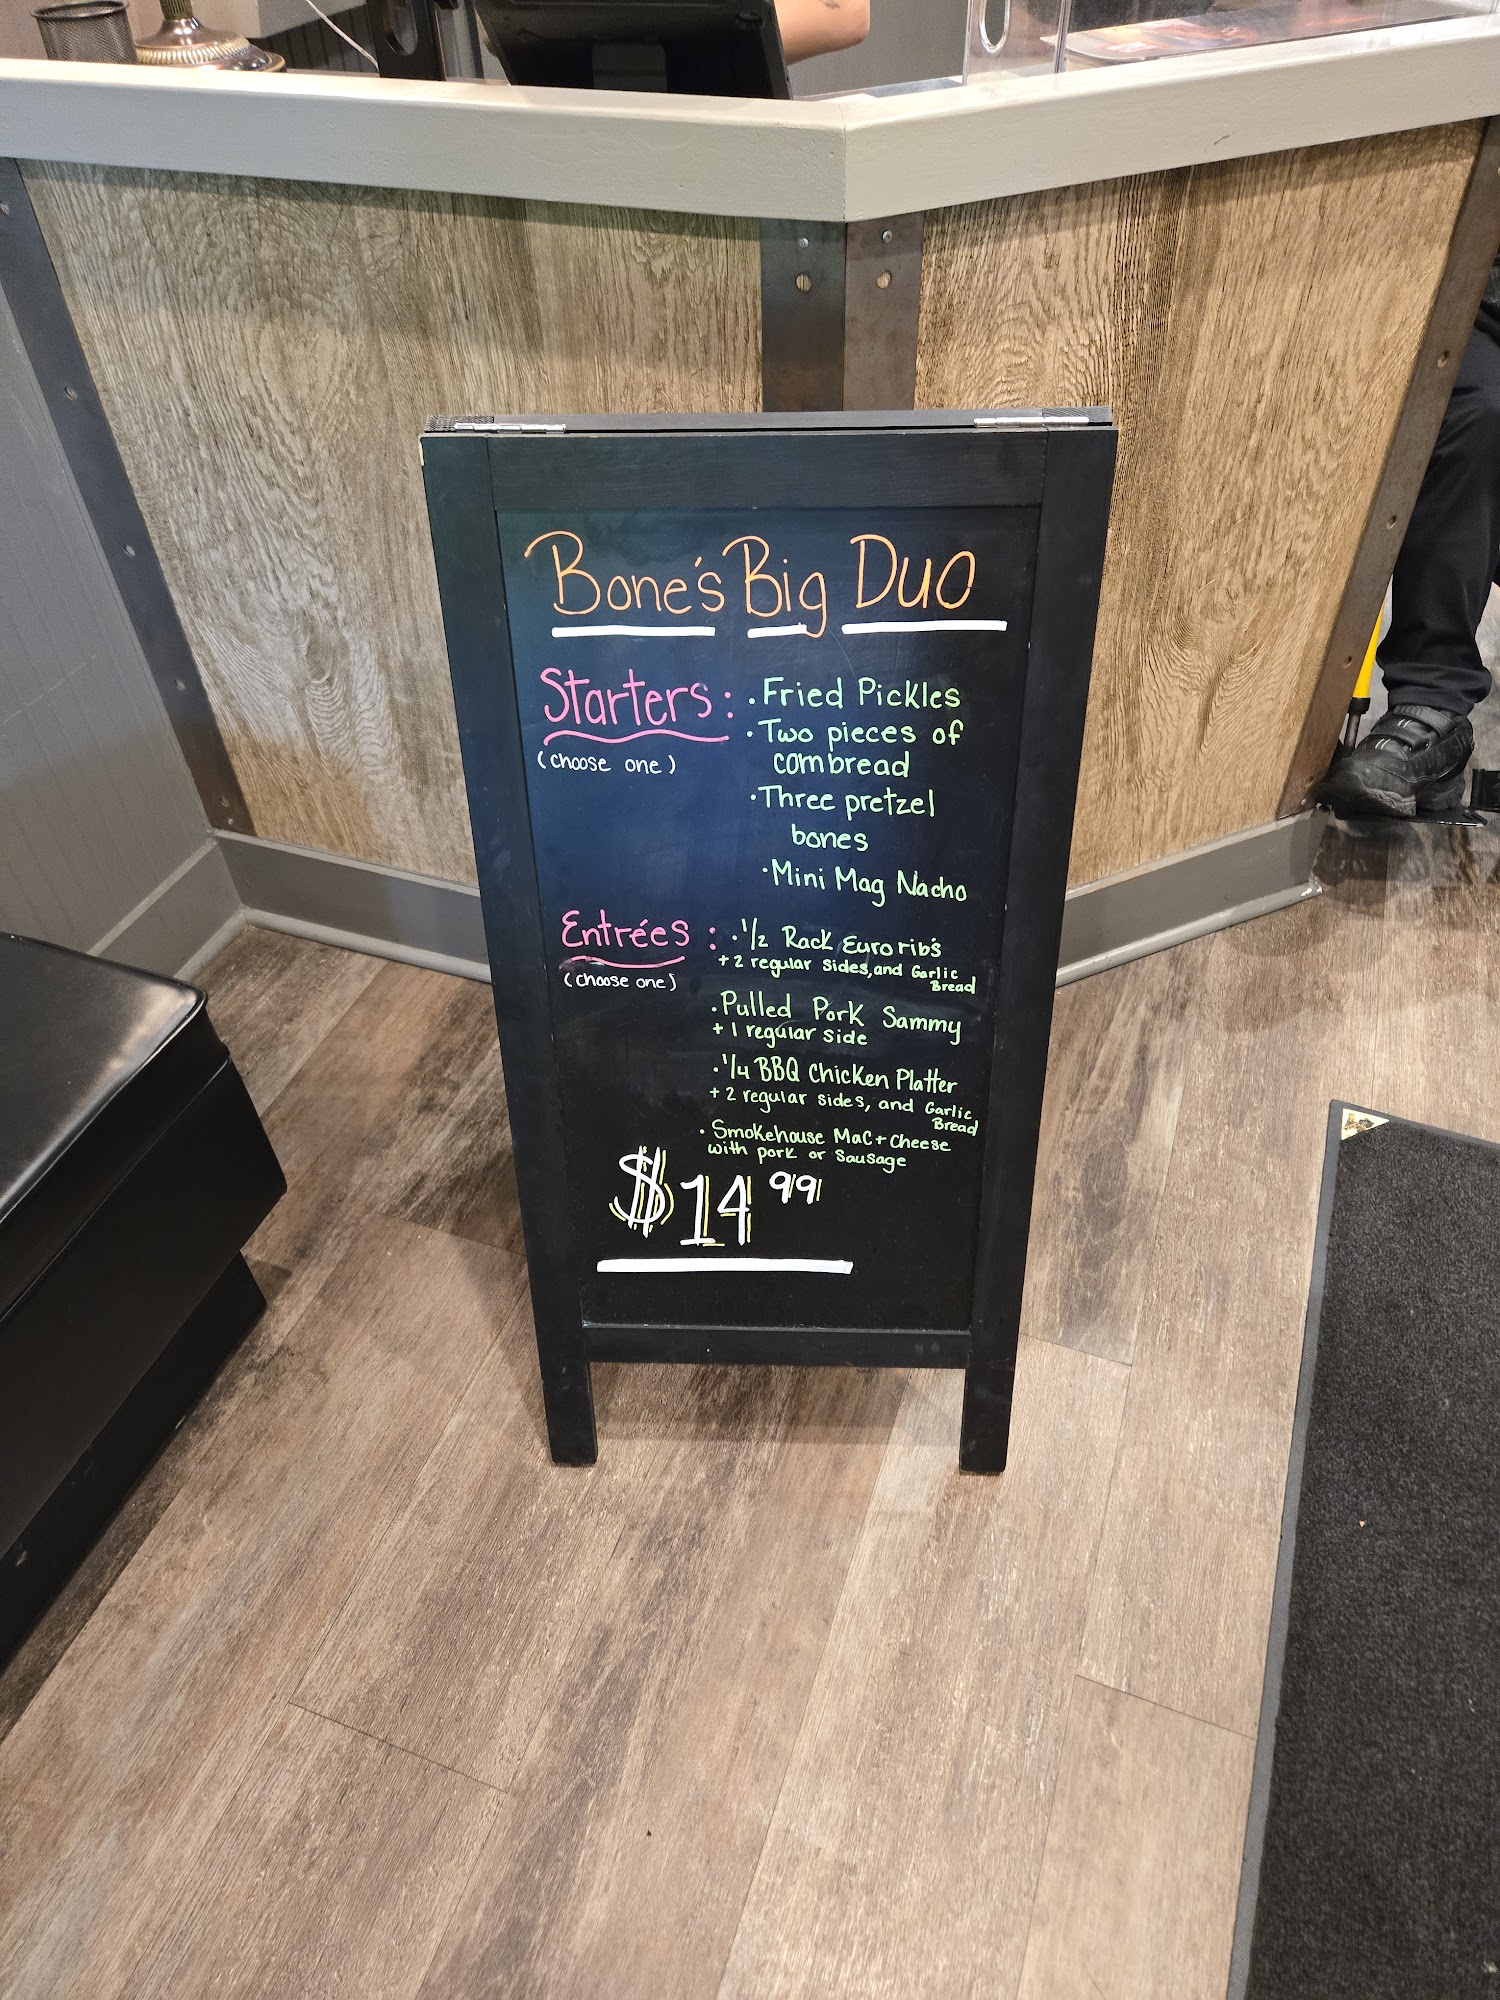 Bone's Big Duo
Starters:
(choose one)
• Fried Pickles
• Two pieces of
cornbread
• Three pretzel
bones
• Mini Mag Nacho
Entrées:
(choose one)
• 1/2 Rack Euro rib's
+ 2 regular sides, and Garlic
Bread
• Pulled Pork Sammy
+ 1 regular side
• 1/4 BBQ Chicken Platter
+ 2 regular sides, and Garlic
Bread
• Smokehouse Mac + Cheese
with pork or sausage
$14 99